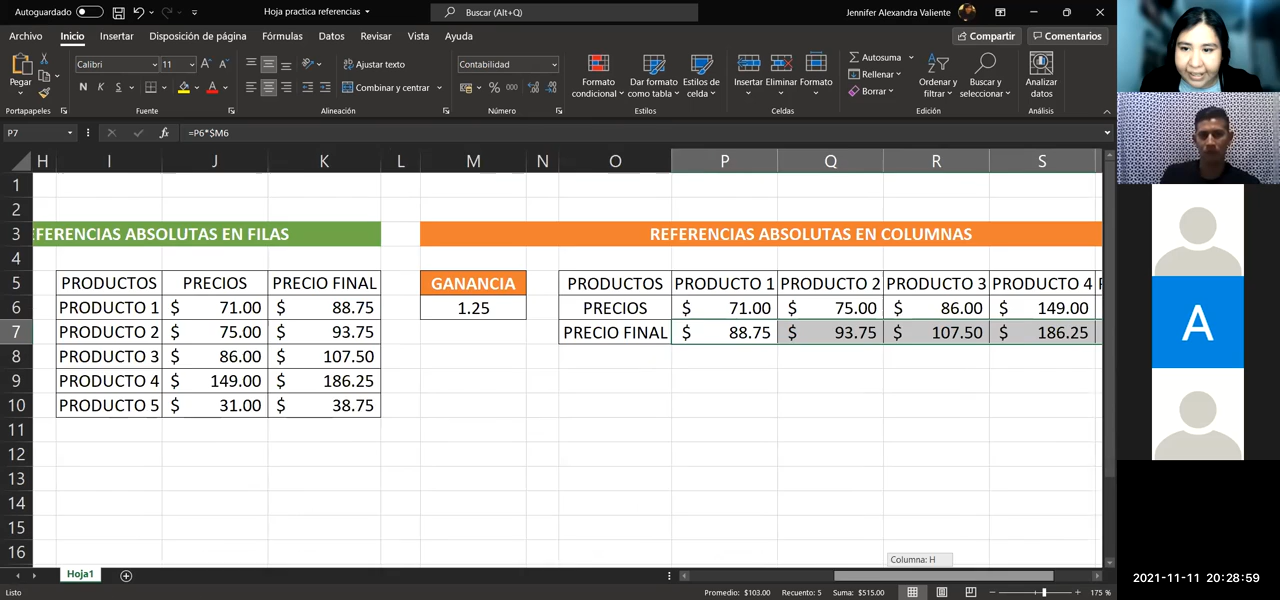 Autoguardado
Hoja practica referencias
Buscar (Alt+Q)
Jennifer Alexandra Valiente
Archivo Inicio Insertar Disposición de página Fórmulas Datos Revisar Vista Ayuda
Compartir Comentarios
Pegar
Calibri 11
N K S
Ajustar texto
Combinar y centrar
Contabilidad
$ % 000
Formato condicional
Dar formato como tabla
Estilos de celda
Insertar Eliminar Formato
Autosuma
Rellenar
Borrar
Ordenar y filtrar
Buscar y seleccionar
Analizar datos
Portapapeles Fuente Alineación Número Estilos Celdas Edición Análisis
P7 fx =P6*$M6
H I J K L M N O P Q R S
1
2
3 FERENCIAS ABSOLUTAS EN FILAS REFERENCIAS ABSOLUTAS EN COLUMNAS
4
5 PRODUCTOS PRECIOS PRECIO FINAL GANANCIA PRODUCTOS PRODUCTO 1 PRODUCTO 2 PRODUCTO 3 PRODUCTO 4
6 PRODUCTO 1 $ 71.00 $ 88.75 1.25 PRECIOS $ 71.00 $ 75.00 $ 86.00 $ 149.00
7 PRODUCTO 2 $ 75.00 $ 93.75 PRECIO FINAL $ 88.75 $ 93.75 $ 107.50 $ 186.25
8 PRODUCTO 3 $ 86.00 $ 107.50
9 PRODUCTO 4 $ 149.00 $ 186.25
10 PRODUCTO 5 $ 31.00 $ 38.75
11
12
13
14
15
16
Columna: H
Hoja1
Listo
Promedio: $103.00 Recuento: 5 Suma: $515.00
175 %
A
2021-11-11 20:28:59